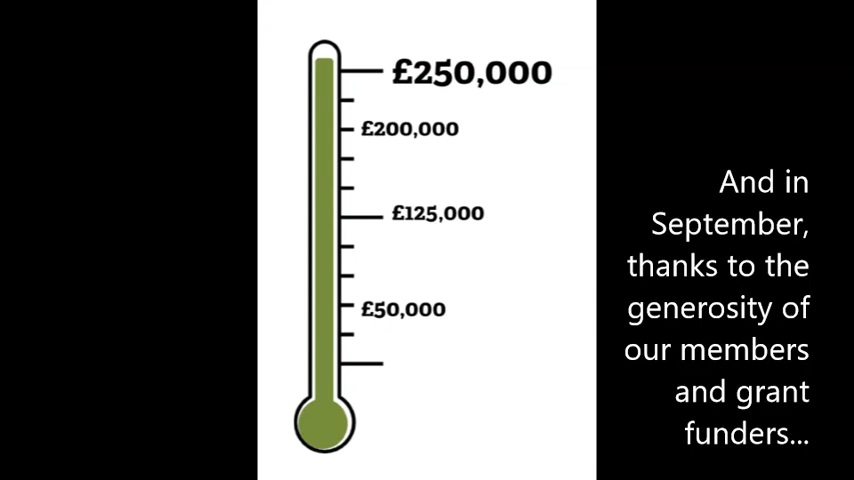 £250,000
£200,000
£125,000
£50,000
And in
September,
thanks to the
generosity of
our members
and grant
funders...